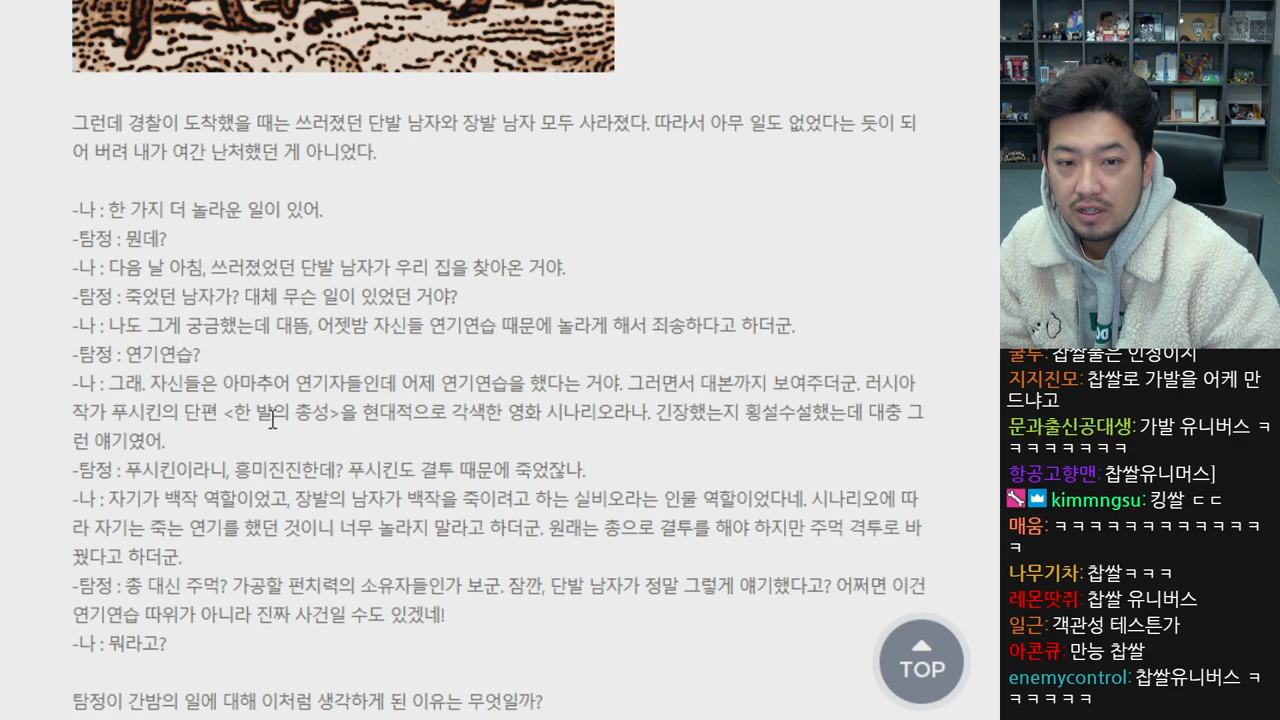 그런데 경찰이 도착했을 때는 쓰러졌던 단발 남자와 장발 남자 모두 사라졌다. 따라서 아무 일도 없었다는 듯이 되
어 버려 내가 여간 난처했던 게 아니었다.
-나 : 한 가지 더 놀라운 일이 있어.
-탐정 : 뭔데?
-나 : 다음 날 아침, 쓰러졌었던 단발 남자가 우리 집을 찾아온 거야.
-탐정 : 죽었던 남자가? 대체 무슨 일이 있었던 거야?
-나 : 나도 그게 궁금했는데 대뜸, 어젯밤 자신들 연기연습 때문에 놀라게 해서 죄송하다고 하더군.
-탐정 : 연기연습?
-나 : 그래. 자신들은 아마추어 연기자들인데 어제 연기연습을 했다는 거야. 그러면서 대본까지 보여주더군. 러시아
작가 푸시킨의 단편 <한 발의 총성>을 현대적으로 각색한 영화 시나리오라나. 긴장했는지 횡설수설했는데 대충 그
런 얘기였어.
-탐정 : 푸시킨이라니, 흥미진진한데? 푸시킨도 결투 때문에 죽었잖나.
-나 : 자기가 백작 역할이었고, 장발의 남자가 백작을 죽이려고 하는 실비오라는 인물 역할이었다네. 시나리오에 따
라 자기는 죽는 연기를 했던 것이니 너무 놀라지 말라고 하더군. 원래는 총으로 결투를 해야 하지만 주먹 격투로 바
꿨다고 하더군.
-탐정 : 총 대신 주먹? 가공할 펀치력의 소유자들인가 보군. 잠깐, 단발 남자가 정말 그렇게 얘기했다고? 어쩌면 이건
연기연습 따위가 아니라 진짜 사건일 수도 있겠네!
-나 : 뭐라고?
탐정이 간밤의 일에 대해 이처럼 생각하게 된 이유는 무엇일까?
TOP
굴투: 찹쌀풀은 인정이지
지지진모: 찹쌀로 가발을 어케 만
드냐고
문과출신공대생: 가발 유니버스 ㅋ
ㅋㅋㅋㅋㅋㅋㅋ
항공고향맨: 찹쌀유니머스]
kimmngsu: 킹쌀 ㄷㄷ
매움: ㅋㅋㅋㅋㅋㅋㅋㅋㅋㅋㅋㅋ
ㅋ
나무기차: 찹쌀ㅋㅋㅋ
레몬땃쥐: 찹쌀 유니버스
일근: 객관성 테스튼가
아콘큐: 만능 찹쌀
enemycontrol: 찹쌀유니버스 ㅋ
ㅋㅋㅋㅋㅋ